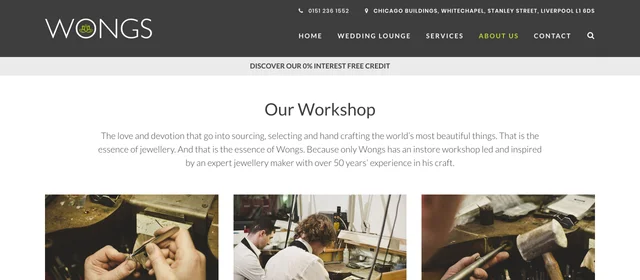 0151 236 1552
CHICAGO BUILDINGS, WHITECHAPEL, STANLEY STREET, LIVERPOOL L1 6DS
WONGS
HOME WEDDING LOUNGE SERVICES ABOUT US CONTACT
DISCOVER OUR 0% INTEREST FREE CREDIT
Our Workshop
The love and devotion that go into sourcing, selecting and hand crafting the world's most beautiful things. That is the
essence of jewellery. And that is the essence of Wongs. Because only Wongs has an instore workshop led and inspired
by an expert jewellery maker with over 50 years' experience in his craft.